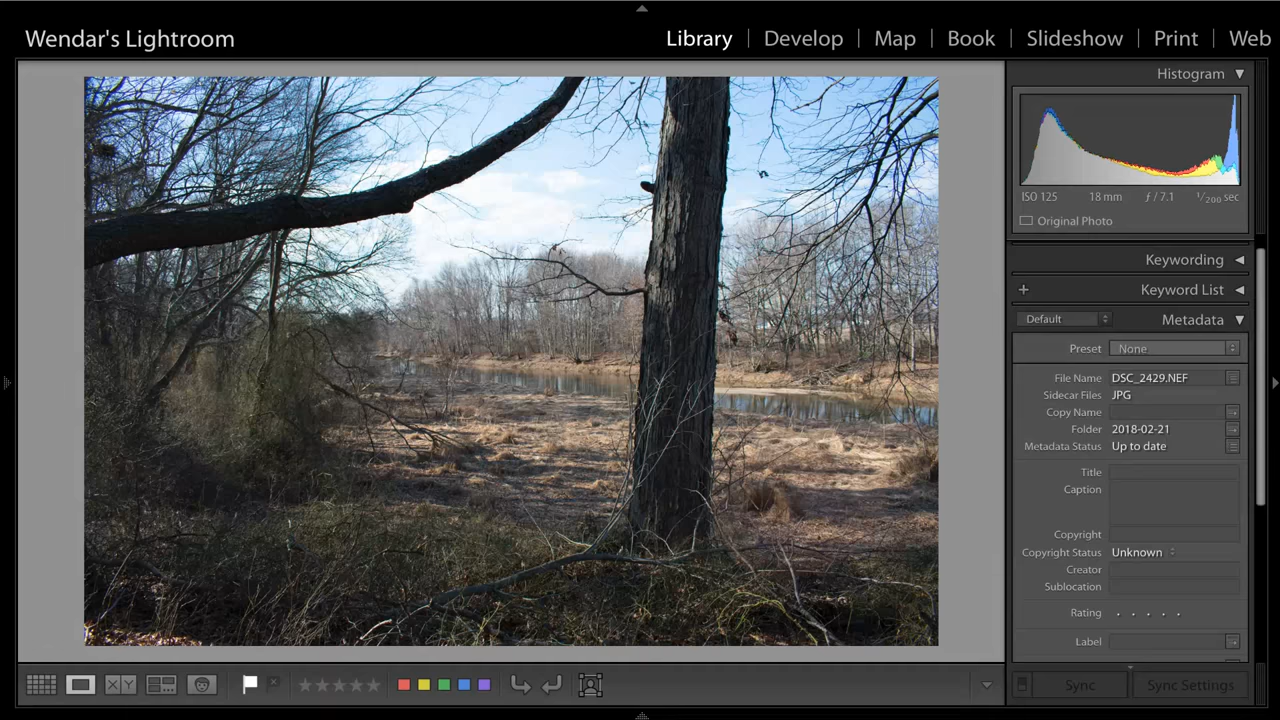 Wendar's Lightroom
Library | Develop | Map | Book | Slideshow | Print | Web
Histogram
ISO 125 18 mm ƒ / 7.1 1/200 sec
Original Photo
Keywording
+ Keyword List
Default Metadata
Preset None
File Name DSC_2429.NEF
Sidecar Files JPG
Copy Name
Folder 2018-02-21
Metadata Status Up to date
Title
Caption
Copyright
Copyright Status Unknown
Creator
Sublocation
Rating
Label
X Y
Sync Sync Settings